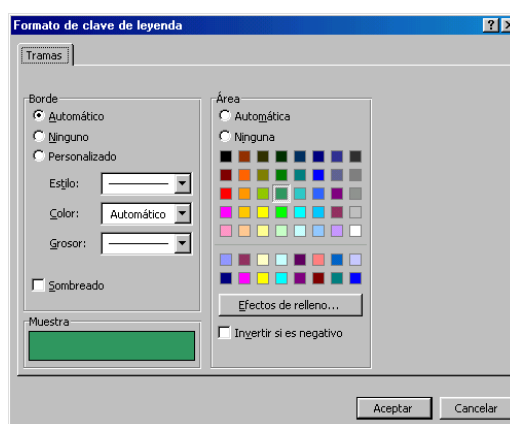 Formato de clave de leyenda
Tramas
Borde
Automático
Ninguno
Personalizado
Estilo:
Color: Automático
Grosor:
Sombreado
Muestra
Área
Automática
Ninguna
Efectos de relleno...
Invertir si es negativo
Aceptar
Cancelar